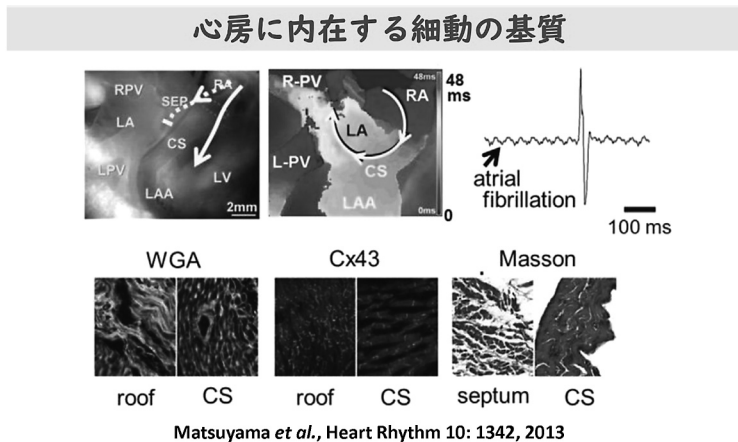 心房に内在する細動の基質
RPV
SEP
RA
LA
CS
LPV
LAA
LV
2mm
R-PV
48ms
RA
LA
L-PV
CS
LAA
0ms
48
ms
0
atrial
fibrillation
100 ms
WGA
Cx43
Masson
roof
CS
roof
CS
septum
CS
Matsuyama et al., Heart Rhythm 10: 1342, 2013